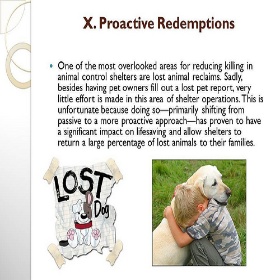 X. Proactive Redemptions
One of the most overlooked areas for reducing killing in
animal control shelters are lost animal reclaims. Sadly,
besides having pet owners fill out a lost pet report, very
little effort is made in this area of shelter operations. This is
unfortunate because doing so—primarily shifting from
passive to a more proactive approach—has proven to have
a significant impact on lifesaving and allow shelters to
return a large percentage of lost animals to their families.
LOST
Dog